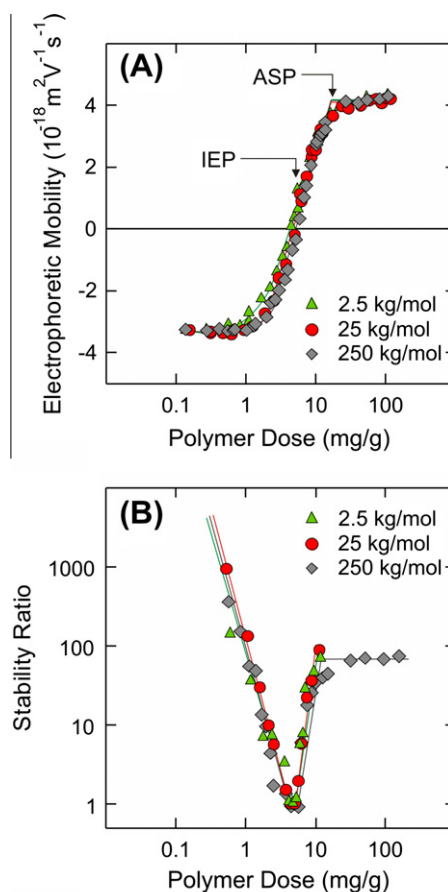 (A)
ASP
IEP
4
2
0
-2
-4
Electrophoretic Mobility (10⁻¹⁸m²V⁻¹s⁻¹)
2.5 kg/mol
25 kg/mol
250 kg/mol
0.1 1 10 100
Polymer Dose (mg/g)
(B)
2.5 kg/mol
25 kg/mol
250 kg/mol
1000
100
10
1
Stability Ratio
0.1 1 10 100
Polymer Dose (mg/g)